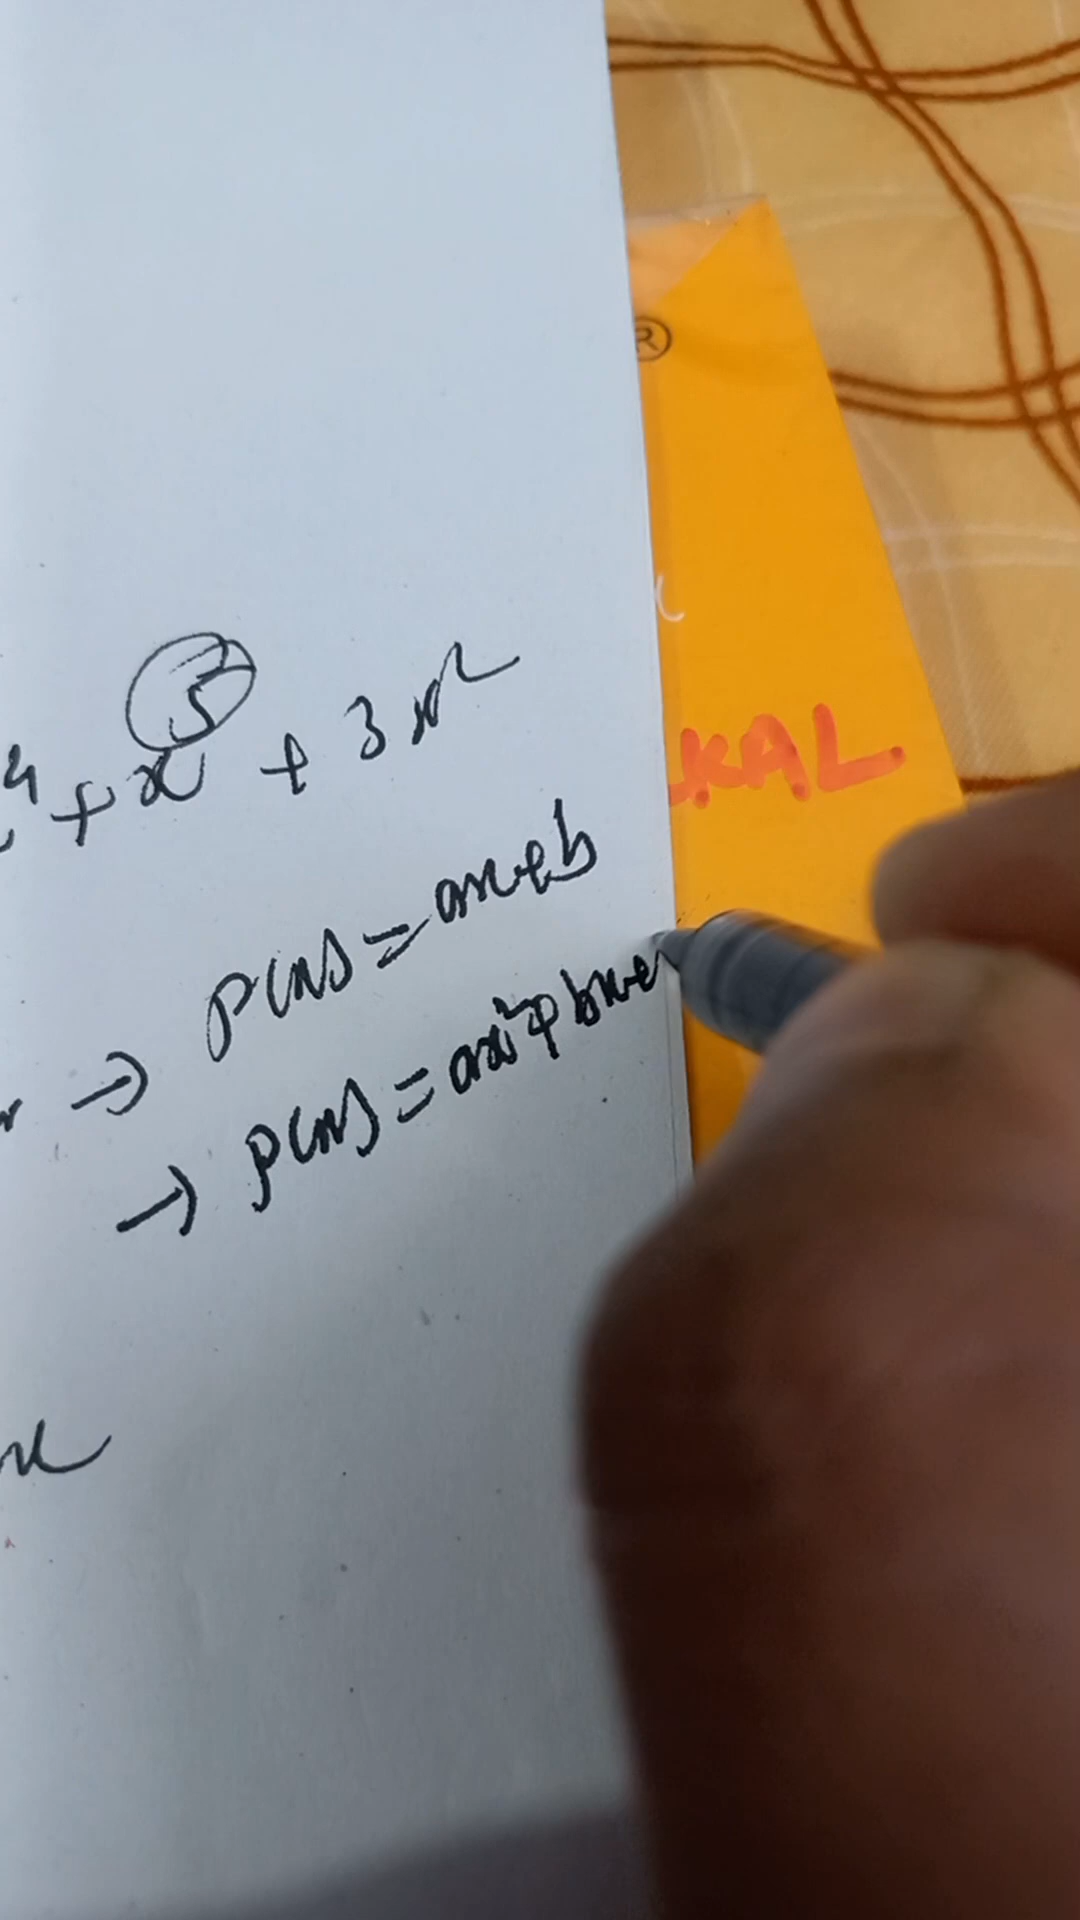 ⁴ + x⁵ + 3x²
→ P(x) = ax+b
→ P(x) = ax²+bx+
x
®
KAL